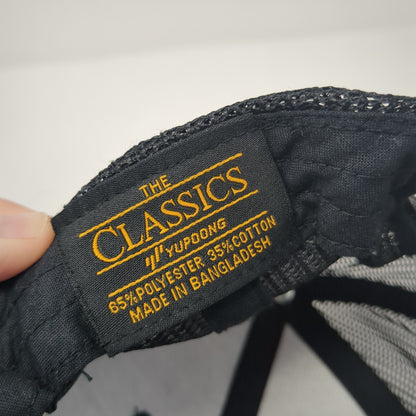 THE
CLASSICS
YUPOONG
65%POLYESTER 35%COTTON
MADE IN BANGLADESH